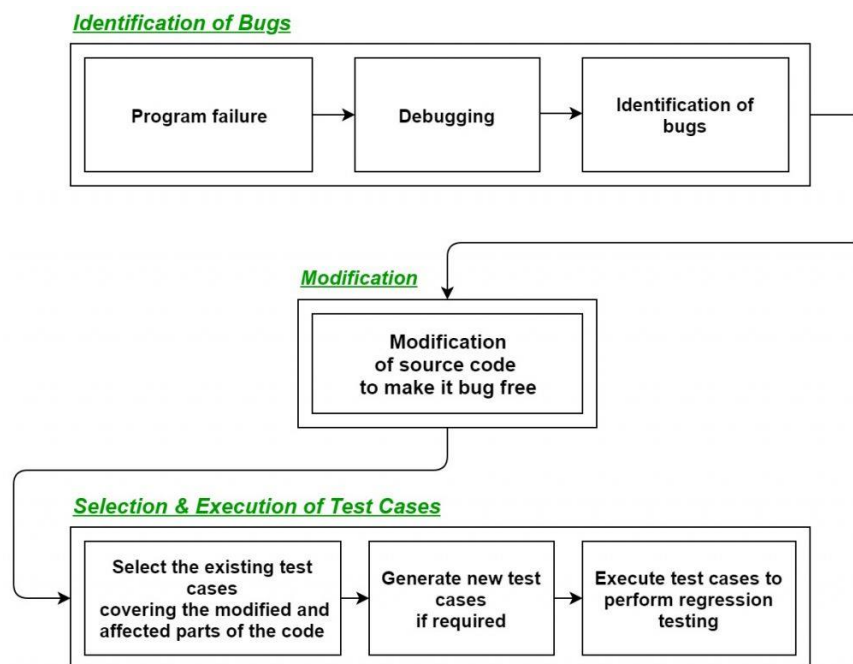 Identification of Bugs
Program failure
Debugging
Identification of
bugs
Modification
Modification
of source code
to make it bug free
Selection & Execution of Test Cases
Select the existing test
cases
covering the modified and
affected parts of the code
Generate new test
cases
if required
Execute test cases to
perform regression
testing